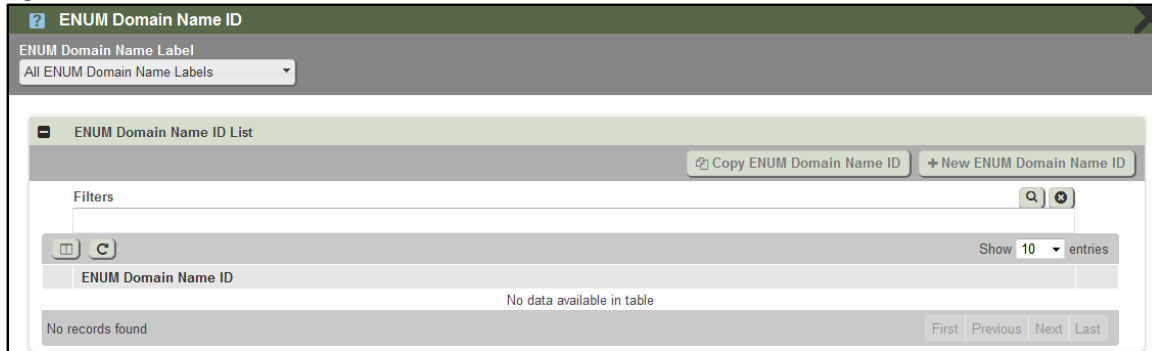 ENUM Domain Name ID
ENUM Domain Name Label
All ENUM Domain Name Labels
ENUM Domain Name ID List
Copy ENUM Domain Name ID
+ New ENUM Domain Name ID
Filters
Show 10 entries
ENUM Domain Name ID
No data available in table
No records found
First Previous Next Last